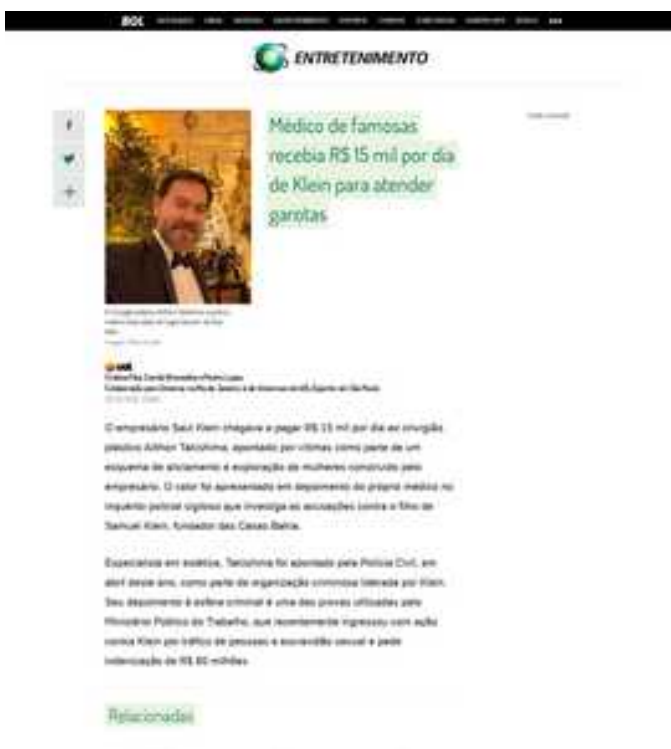 BOL
ENTRETENIMENTO
Médico de famosas
recebia R$ 15 mil por dia
de Klein para atender
garotas
O empresário Saul Klein chegava a pagar R$ 15 mil por dia ao cirurgião
plástico Ailthon Takishima, apontado por vítimas como parte de um
esquema de aliciamento e exploração de mulheres construído pelo
empresário. O valor foi apresentado em depoimento do próprio médico no
inquérito policial sigiloso que investiga as acusações contra o filho de
Samuel Klein, fundador das Casas Bahia.
Especialista em estética, Takishima foi apontado pela Polícia Civil, em
abril deste ano, como parte da organização criminosa liderada por Klein.
Seu depoimento à esfera criminal é uma das provas utilizadas pelo
Ministério Público do Trabalho, que recentemente ingressou com ação
contra Klein por tráfico de pessoas e escravidão sexual e pede
indenização de R$ 80 milhões.
Relacionadas